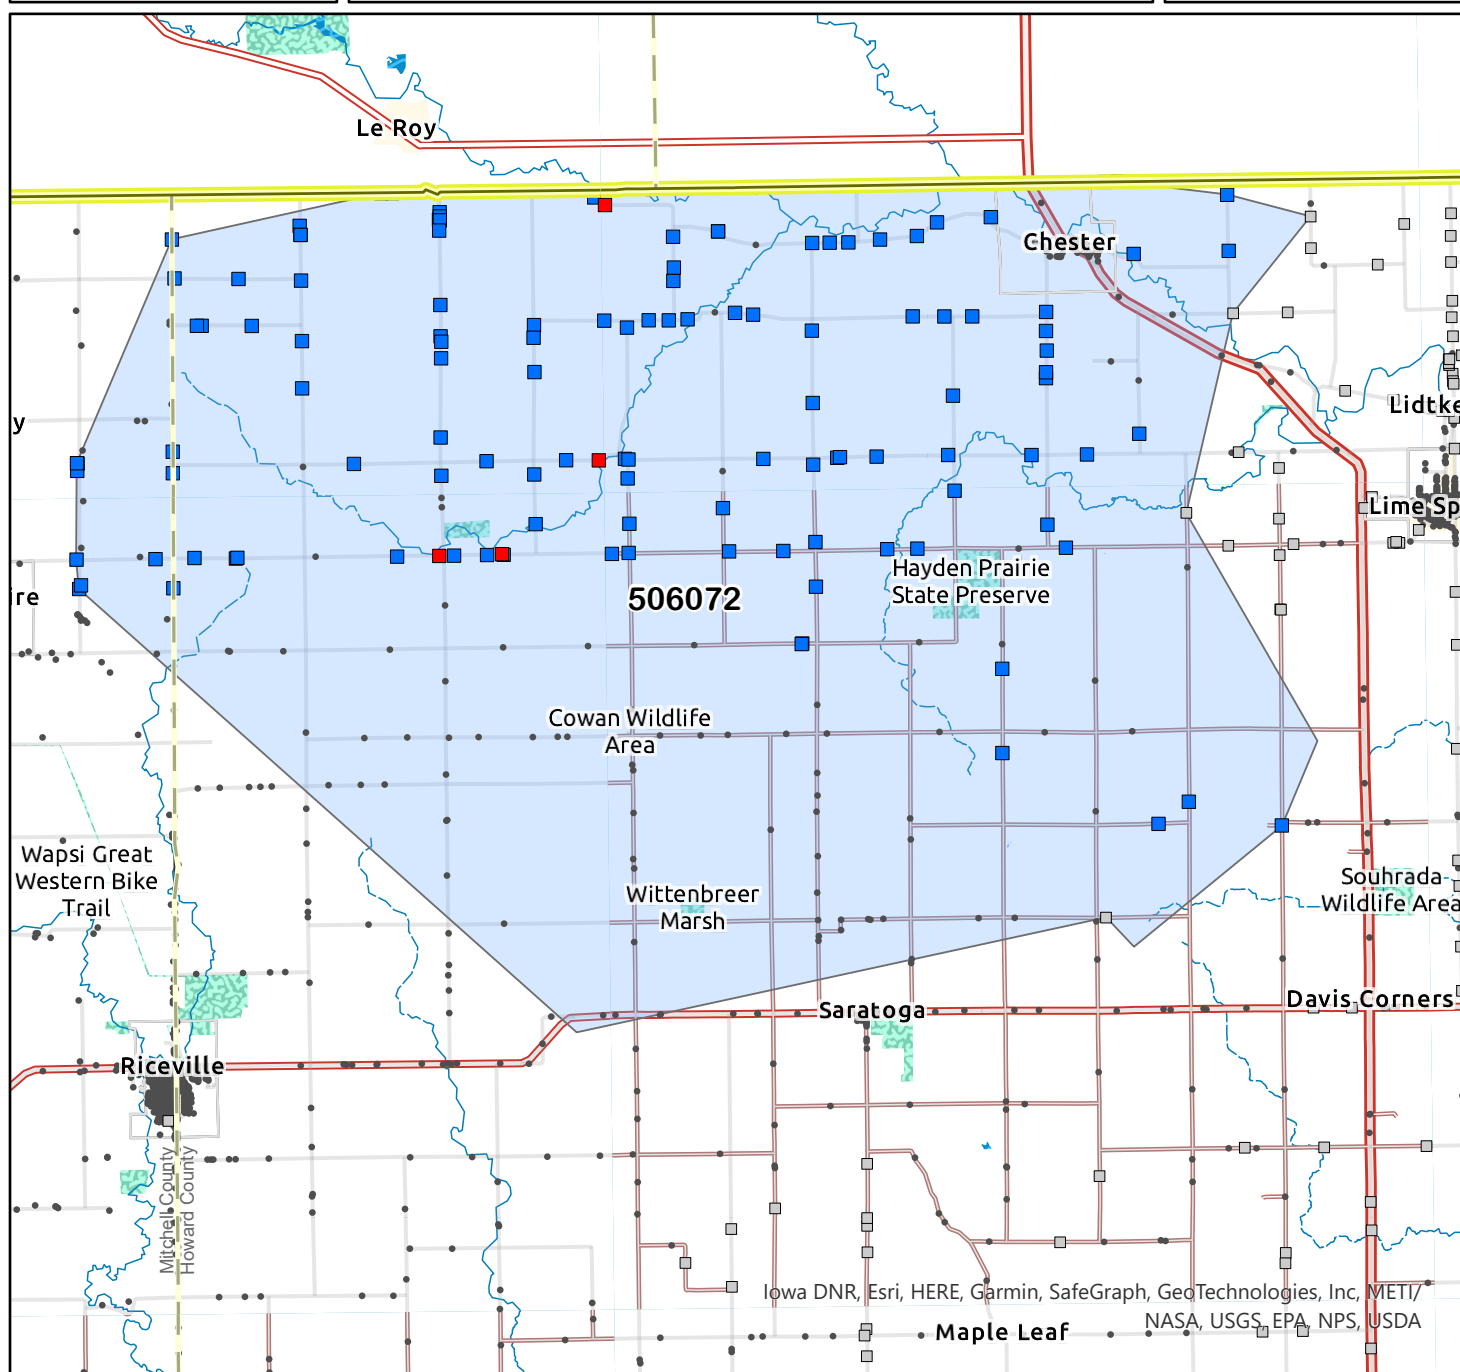 Le Roy
Chester
y
Lidtke
Lime Sp
ire
Hayden Prairie
State Preserve
506072
Cowan Wildlife
Area
Wapsi Great
Western Bike
Trail
Wittenbreer
Marsh
Souhrada
Wildlife Area
Saratoga
Davis Corners
Riceville
Mitchell County
Howard County
Iowa DNR, Esri, HERE, Garmin, SafeGraph, GeoTechnologies, Inc, METI/
NASA, USGS, EPA, NPS, USDA
Maple Leaf